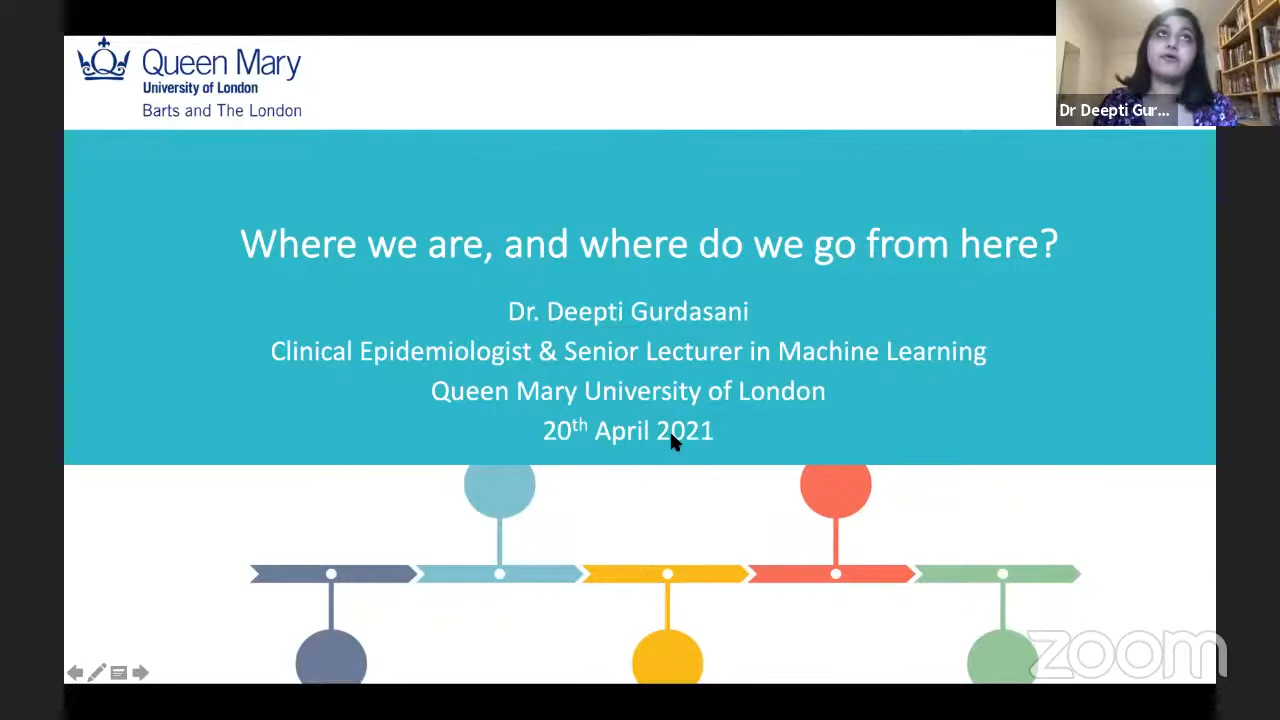 Queen Mary
University of London
Barts and The London
Dr Deepti Gur...
Where we are, and where do we go from here?
Dr. Deepti Gurdasani
Clinical Epidemiologist & Senior Lecturer in Machine Learning
Queen Mary University of London
20th April 2021
zoom